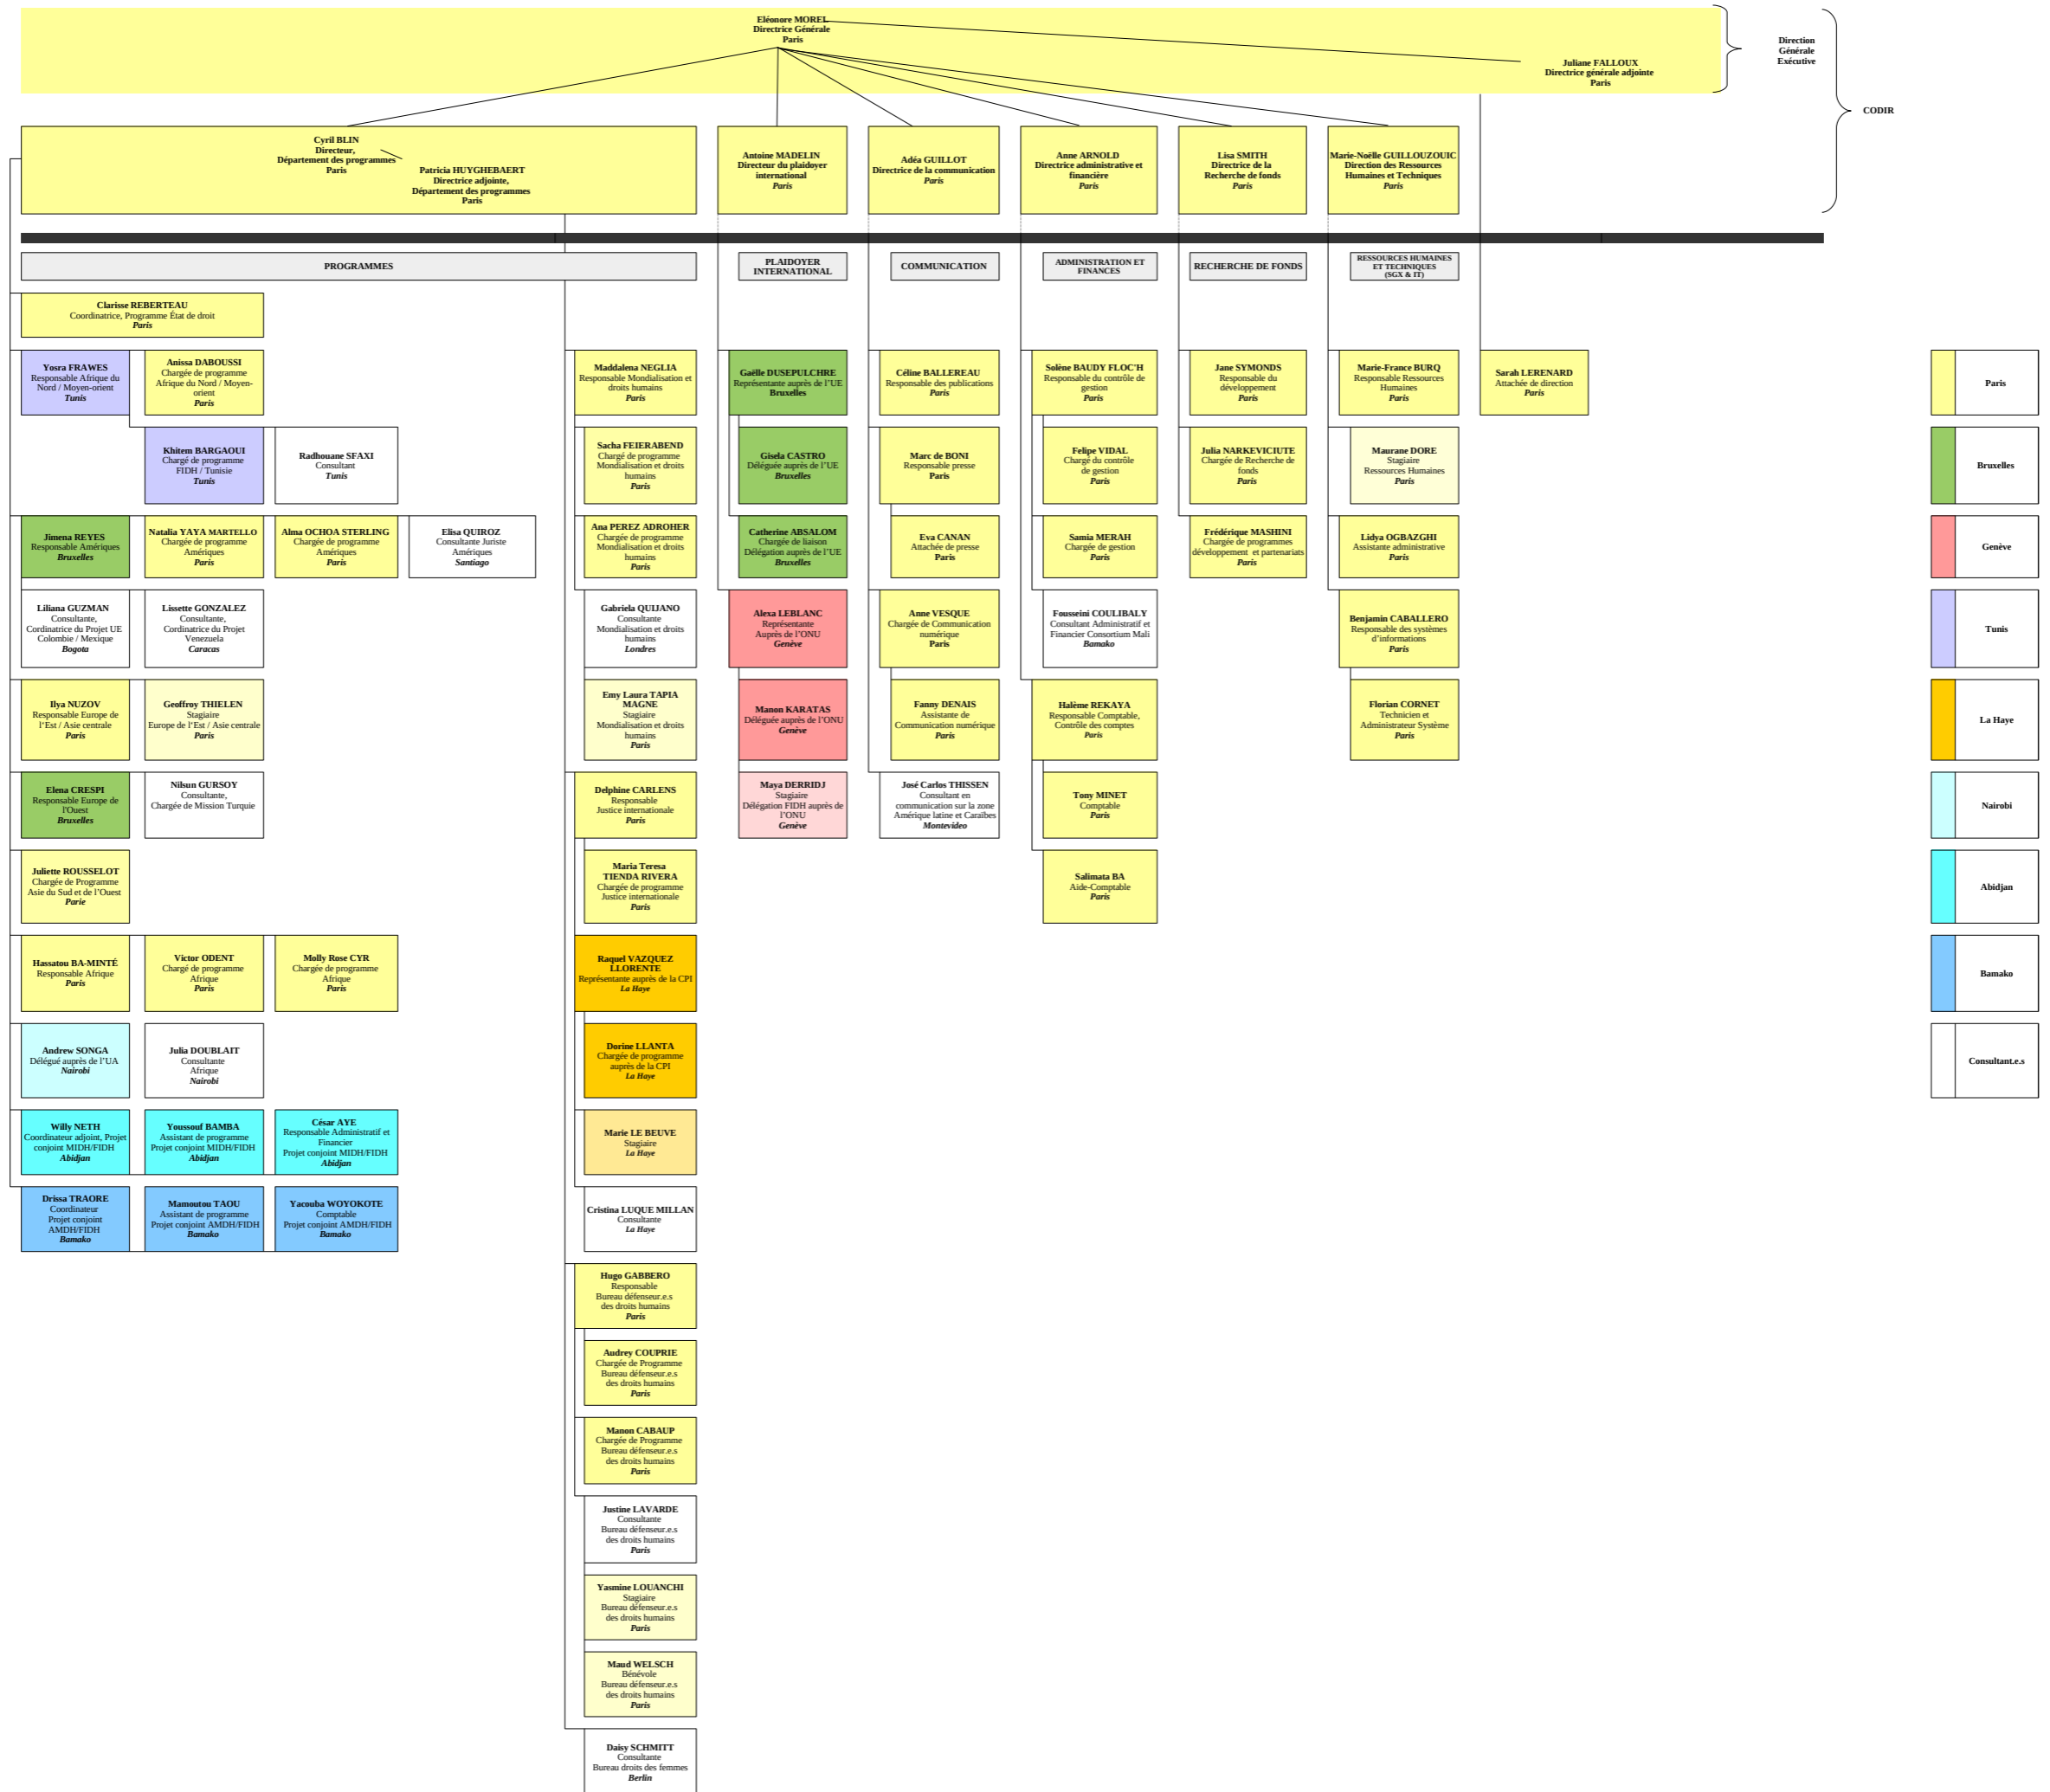 Eléonore MOREL
Directrice Générale
Paris
Juliane FALLOUX
Directrice générale adjointe
Paris
Direction
Générale
Exécutive
CODIR
Cyril BLIN
Directeur,
Département des programmes
Paris
Patricia HUYGHEBAERT
Directrice adjointe,
Département des programmes
Paris
Antoine MADELIN
Directeur du plaidoyer
international
Paris
Adéa GUILLOT
Directrice de la communication
Paris
Anne ARNOLD
Directrice administrative et
financière
Paris
Lisa SMITH
Directrice de la
Recherche de fonds
Paris
Marie-Noëlle GUILLOUZOUIC
Direction des Ressources
Humaines et Techniques
Paris
PROGRAMMES
PLAIDOYER
INTERNATIONAL
COMMUNICATION
ADMINISTRATION ET
FINANCES
RECHERCHE DE FONDS
RESSOURCES HUMAINES
ET TECHNIQUES
(SGX & IT)
Clarisse REBERTEAU
Coordinatrice, Programme État de droit
Paris
Yosra FRAWES
Responsable Afrique du
Nord / Moyen-orient
Tunis
Anissa DABOUSSI
Chargée de programme
Afrique du Nord / Moyen-
orient
Paris
Maddalena NEGLIA
Responsable Mondialisation et
droits humains
Paris
Gaëlle DUSEPULCHRE
Représentante auprès de l’UE
Bruxelles
Céline BALLEREAU
Responsable des publications
Paris
Solène BAUDY FLOC'H
Responsable du contrôle de
gestion
Paris
Jane SYMONDS
Responsable du
développement
Paris
Marie-France BURQ
Responsable Ressources
Humaines
Paris
Sarah LERENARD
Attachée de direction
Paris
Paris
Khitem BARGAOUI
Chargé de programme
FIDH / Tunisie
Tunis
Radhouane SFAXI
Consultant
Tunis
Sacha FEIERABEND
Chargé de programme
Mondialisation et droits
humains
Paris
Gisela CASTRO
Déléguée auprès de l’UE
Bruxelles
Marc de BONI
Responsable presse
Paris
Felipe VIDAL
Chargé du contrôle
de gestion
Paris
Julia NARKEVICIUTE
Chargée de Recherche de
fonds
Paris
Maurane DORE
Stagiaire
Ressources Humaines
Paris
Bruxelles
Jimena REYES
Responsable Amériques
Bruxelles
Natalia YAYA MARTELLO
Chargée de programme
Amériques
Paris
Alma OCHOA STERLING
Chargée de programme
Amériques
Paris
Elisa QUIROZ
Consultante Juriste
Amériques
Santiago
Ana PEREZ ADROHER
Chargée de programme
Mondialisation et droits
humains
Paris
Catherine ABSALOM
Chargée de liaison
Délégation auprès de l’UE
Bruxelles
Eva CANAN
Attachée de presse
Paris
Samia MERAH
Chargée de gestion
Paris
Frédérique MASHINI
Chargée de programmes
développement et partenariats
Paris
Lidya OGBAZGHI
Assistante administrative
Paris
Genève
Liliana GUZMAN
Consultante,
Cordinatrice du Projet UE
Colombie / Mexique
Bogota
Lissette GONZALEZ
Consultante,
Cordinatrice du Projet
Venezuela
Caracas
Gabriela QUIJANO
Consultante
Mondialisation et droits
humains
Londres
Alexa LEBLANC
Représentante
Auprès de l’ONU
Genève
Anne VESQUE
Chargée de Communication
numérique
Paris
Fousseini COULIBALY
Consultant Administratif et
Financier Consortium Mali
Bamako
Benjamin CABALLERO
Responsable des systèmes
d’informations
Paris
Tunis
Ilya NUZOV
Responsable Europe de
l’Est / Asie centrale
Paris
Geoffroy THIELEN
Stagiaire
Europe de l’Est / Asie centrale
Paris
Emy Laura TAPIA
MAGNE
Stagiaire
Mondialisation et droits
humains
Paris
Manon KARATAS
Déléguée auprès de l’ONU
Genève
Fanny DENAIS
Assistante de
Communication numérique
Paris
Halème REKAYA
Responsable Comptable,
Contrôle des comptes
Paris
Florian CORNET
Technicien et
Administrateur Système
Paris
La Haye
Elena CRESPI
Responsable Europe de
l'Ouest
Bruxelles
Nilsun GURSOY
Consultante,
Chargée de Mission Turquie
Delphine CARLENS
Responsable
Justice internationale
Paris
Maya DERRIDJ
Stagiaire
Délégation FIDH auprès de
l’ONU
Genève
José Carlos THISSEN
Consultant en
communication sur la zone
Amérique latine et Caraïbes
Montevideo
Tony MINET
Comptable
Paris
Nairobi
Juliette ROUSSELOT
Chargée de Programme
Asie du Sud et de l’Ouest
Parie
Maria Teresa
TIENDA RIVERA
Chargée de programme
Justice internationale
Paris
Salimata BA
Aide-Comptable
Paris
Abidjan
Hassatou BA-MINTÉ
Responsable Afrique
Paris
Victor ODENT
Chargé de programme
Afrique
Paris
Molly Rose CYR
Chargée de programme
Afrique
Paris
Raquel VAZQUEZ
LLORENTE
Représentante auprès de la CPI
La Haye
Bamako
Andrew SONGA
Délégué auprès de l’UA
Nairobi
Julia DOUBLAIT
Consultante
Afrique
Nairobi
Dorine LLANTA
Chargée de programme
auprès de la CPI
La Haye
Consultant.e.s
Willy NETH
Coordinateur adjoint, Projet
conjoint MIDH/FIDH
Abidjan
Youssouf BAMBA
Assistant de programme
Projet conjoint MIDH/FIDH
Abidjan
César AYE
Responsable Administratif et
Financier
Projet conjoint MIDH/FIDH
Abidjan
Marie LE BEUVE
Stagiaire
La Haye
Drissa TRAORE
Coordinateur
Projet conjoint
AMDH/FIDH
Bamako
Mamoutou TAOU
Assistant de programme
Projet conjoint AMDH/FIDH
Bamako
Yacouba WOYOKOTE
Comptable
Projet conjoint AMDH/FIDH
Bamako
Cristina LUQUE MILLAN
Consultante
La Haye
Hugo GABBERO
Responsable
Bureau défenseur.e.s
des droits humains
Paris
Audrey COUPRIE
Chargée de Programme
Bureau défenseur.e.s
des droits humains
Paris
Manon CABAUP
Chargée de Programme
Bureau défenseur.e.s
des droits humains
Paris
Justine LAVARDE
Consultante
Bureau défenseur.e.s
des droits humains
Paris
Yasmine LOUANCHI
Stagiaire
Bureau défenseur.e.s
des droits humains
Paris
Maud WELSCH
Bénévole
Bureau défenseur.e.s
des droits humains
Paris
Daisy SCHMITT
Consultante
Bureau droits des femmes
Berlin